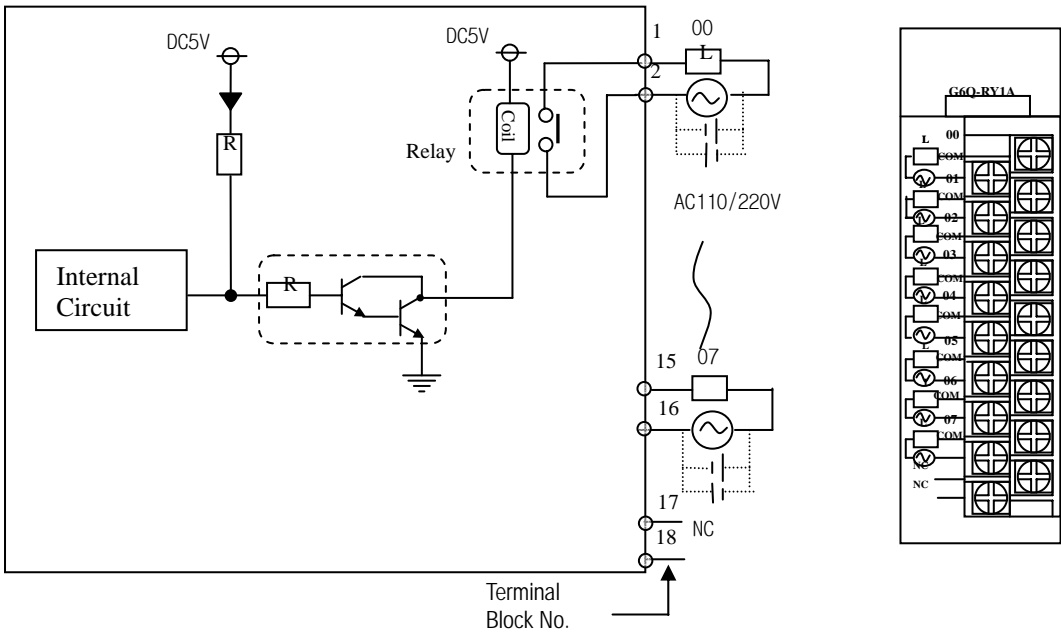 DC5V
DC5V
1
00
L
2
R
Coil
Relay
AC110/220V
Internal
Circuit
R
15
07
16
17
NC
18
Terminal
Block No.
G6Q-RY1A
00
L
COM
01
COM
L
02
COM
03
L
COM
04
COM
05
L
COM
06
COM
07
COM
NC
NC